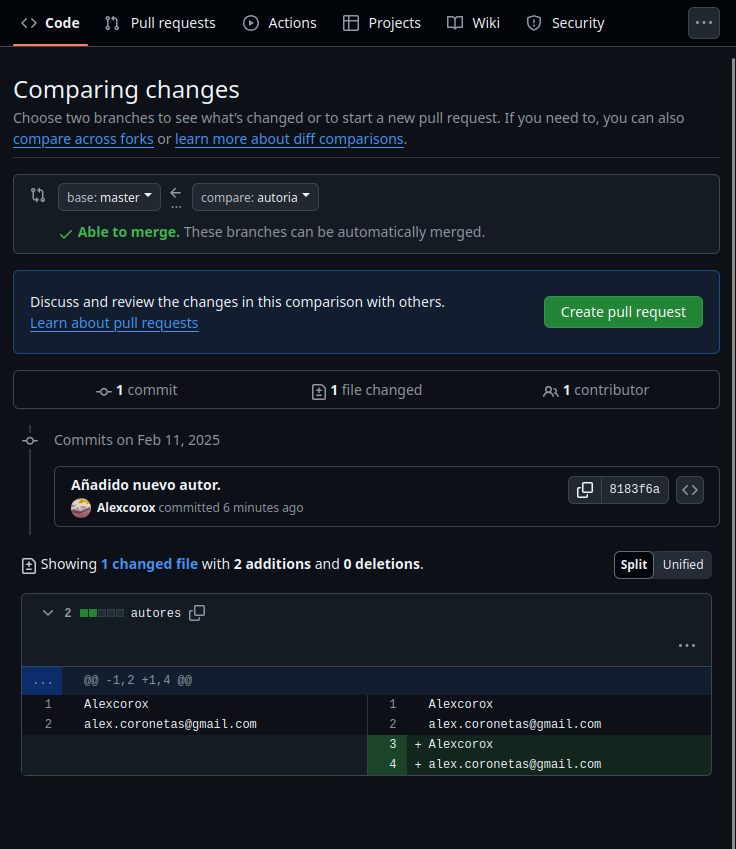 Code Pull requests Actions Projects Wiki Security ...
Comparing changes
Choose two branches to see what's changed or to start a new pull request. If you need to, you can also
compare across forks or learn more about diff comparisons.
base: master ... compare: autoria
Able to merge. These branches can be automatically merged.
Discuss and review the changes in this comparison with others.
Learn about pull requests
Create pull request
1 commit 1 file changed 1 contributor
Commits on Feb 11, 2025
Añadido nuevo autor.
Alexcorox committed 6 minutes ago
8183f6a
Showing 1 changed file with 2 additions and 0 deletions.
Split Unified
2 autores
...
... @@ -1,2 +1,4 @@
1 Alexcorox 1 Alexcorox
2 alex.coronetas@gmail.com 2 alex.coronetas@gmail.com
3 + Alexcorox
4 + alex.coronetas@gmail.com